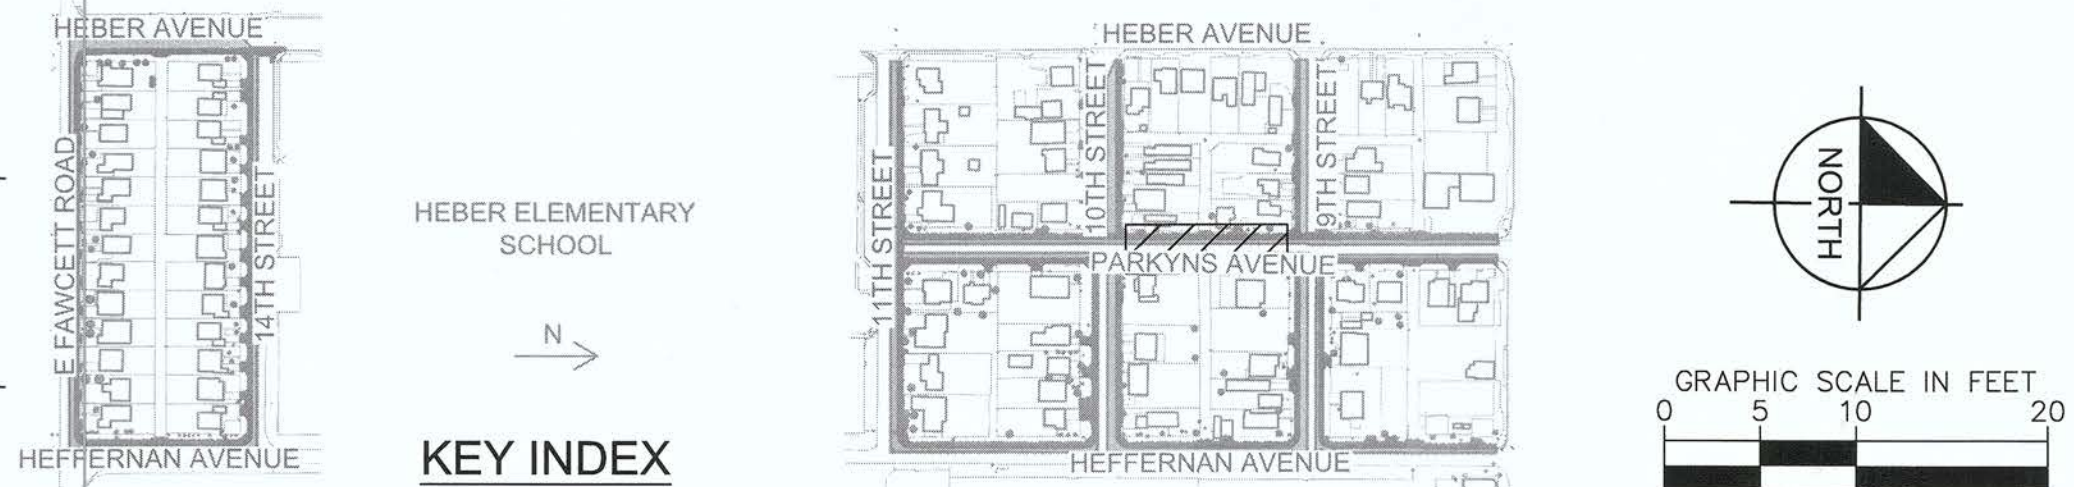 HEBER AVENUE
E FAWCETT ROAD
14TH STREET
HEFFERNAN AVENUE
HEBER ELEMENTARY
SCHOOL
N
KEY INDEX
HEBER AVENUE
11TH STREET
10TH STREET
9TH STREET
PARKYNS AVENUE
HEFFERNAN AVENUE
NORTH
GRAPHIC SCALE IN FEET
0 5 10 20